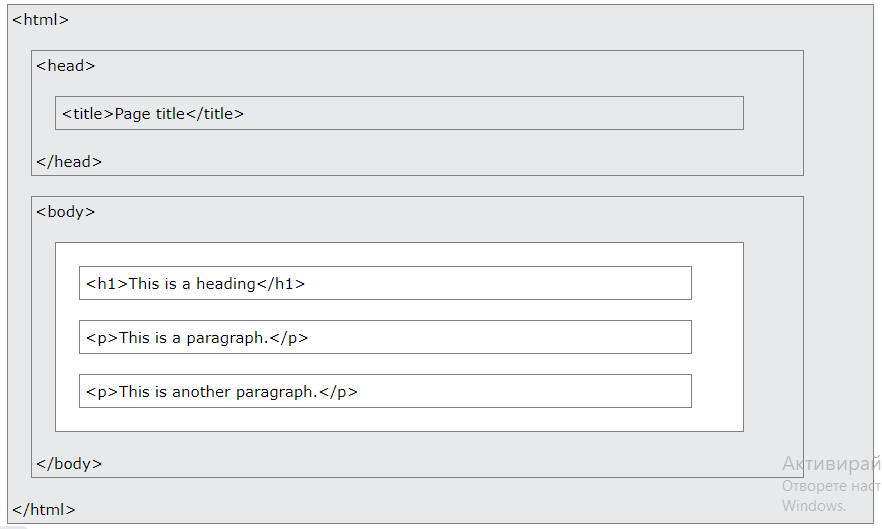 <html>
<head>
<title>Page title</title>
</head>
<body>
<h1>This is a heading</h1>
<p>This is a paragraph.</p>
<p>This is another paragraph.</p>
</body>
</html>
Активирай
Отворете наст
Windows.